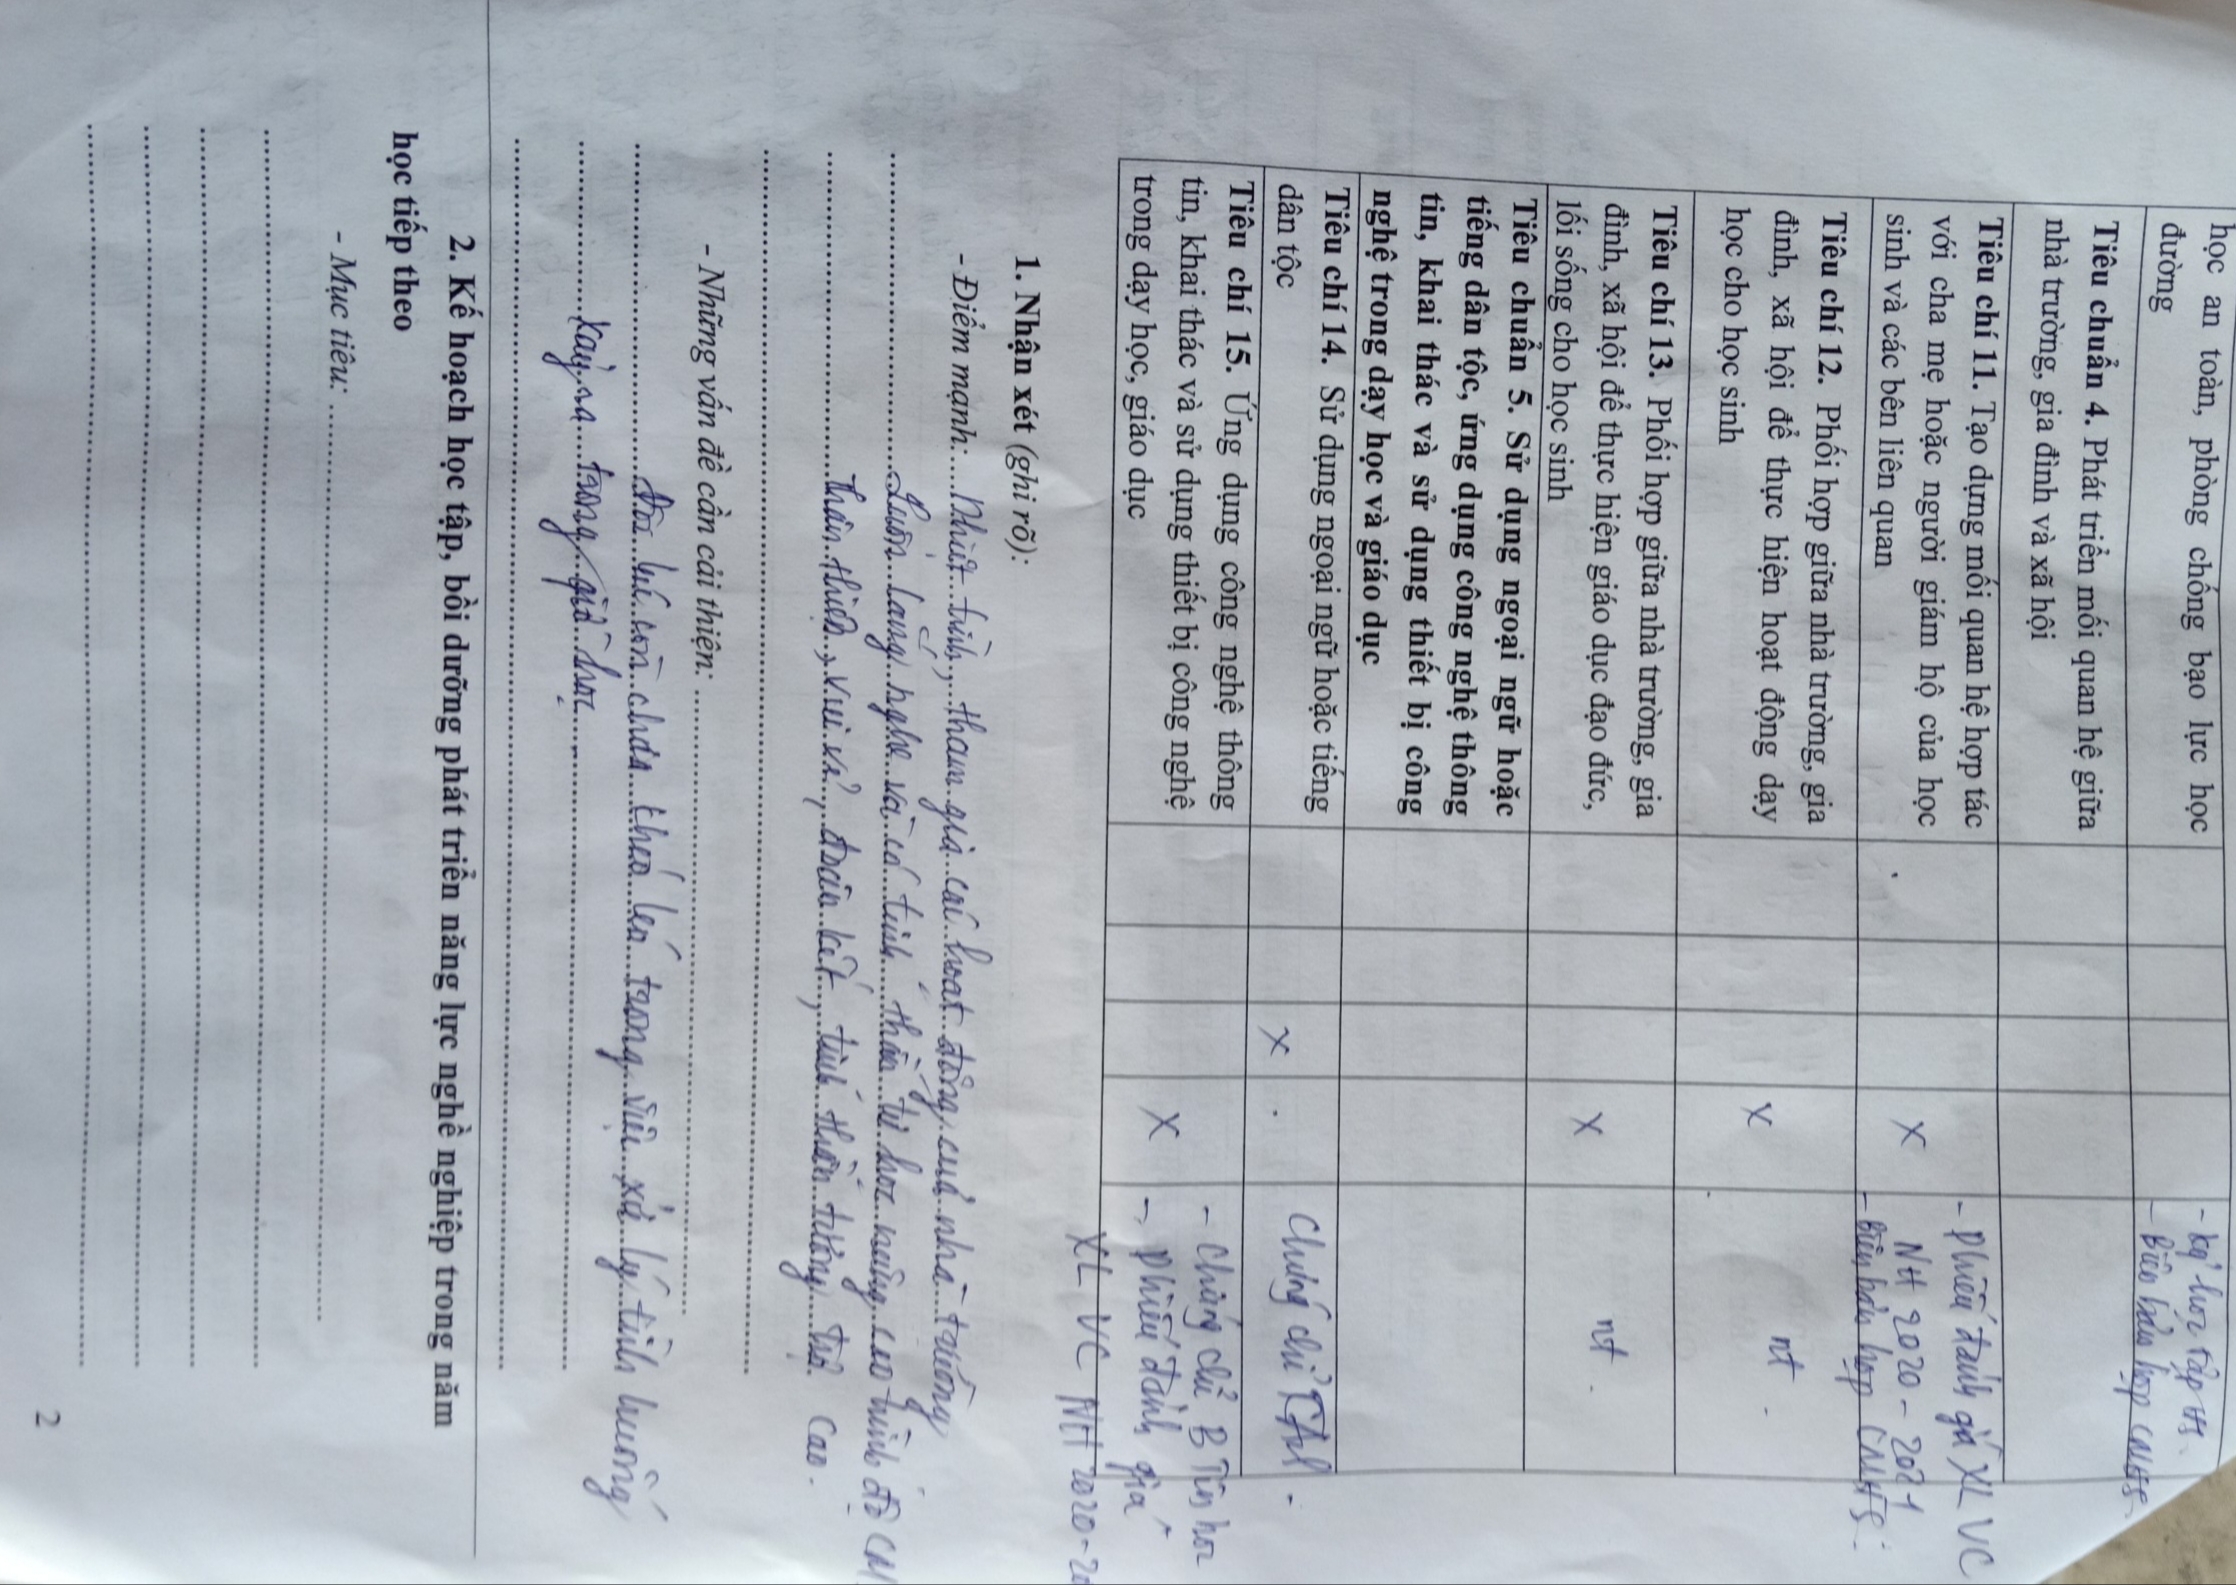 học an toàn, phòng chống bạo lực học
đường
- kq' học tập HS.
- Biên bản họp CMHS
Tiêu chuẩn 4. Phát triển mối quan hệ giữa
nhà trường, gia đình và xã hội
Tiêu chí 11. Tạo dựng mối quan hệ hợp tác
với cha mẹ hoặc người giám hộ của học
sinh và các bên liên quan
X
- Phiếu đánh giá XL VC
NH 2020 - 2021
- Biên bản họp CMHS.
Tiêu chí 12. Phối hợp giữa nhà trường, gia
đình, xã hội để thực hiện hoạt động dạy
học cho học sinh
X
nt
Tiêu chí 13. Phối hợp giữa nhà trường, gia
đình, xã hội để thực hiện giáo dục đạo đức,
lối sống cho học sinh
X
nt
Tiêu chuẩn 5. Sử dụng ngoại ngữ hoặc
tiếng dân tộc, ứng dụng công nghệ thông
tin, khai thác và sử dụng thiết bị công
nghệ trong dạy học và giáo dục
Tiêu chí 14. Sử dụng ngoại ngữ hoặc tiếng
dân tộc
X
Chứng chỉ
Tiêu chí 15. Ứng dụng công nghệ thông
tin, khai thác và sử dụng thiết bị công nghệ
trong dạy học, giáo dục
X
- Chứng chỉ B Tin học
- Phiếu đánh giá
XL VC NH 2020 - 20
1. Nhận xét (ghi rõ):
- Điểm mạnh: Nhiệt tình, tham gia các hoạt động của nhà trường
Luôn lắng nghe và có tinh thần tự học nâng cao trình độ CM
thân thiện, vui vẻ, đoàn kết, tinh thần tương trợ cao.
- Những vấn đề cần cải thiện:
Đôi lúc còn chưa khéo léo trong việc xử lý tình huống
xảy ra trong giờ học
2. Kế hoạch học tập, bồi dưỡng phát triển năng lực nghề nghiệp trong năm
học tiếp theo
- Mục tiêu:
2